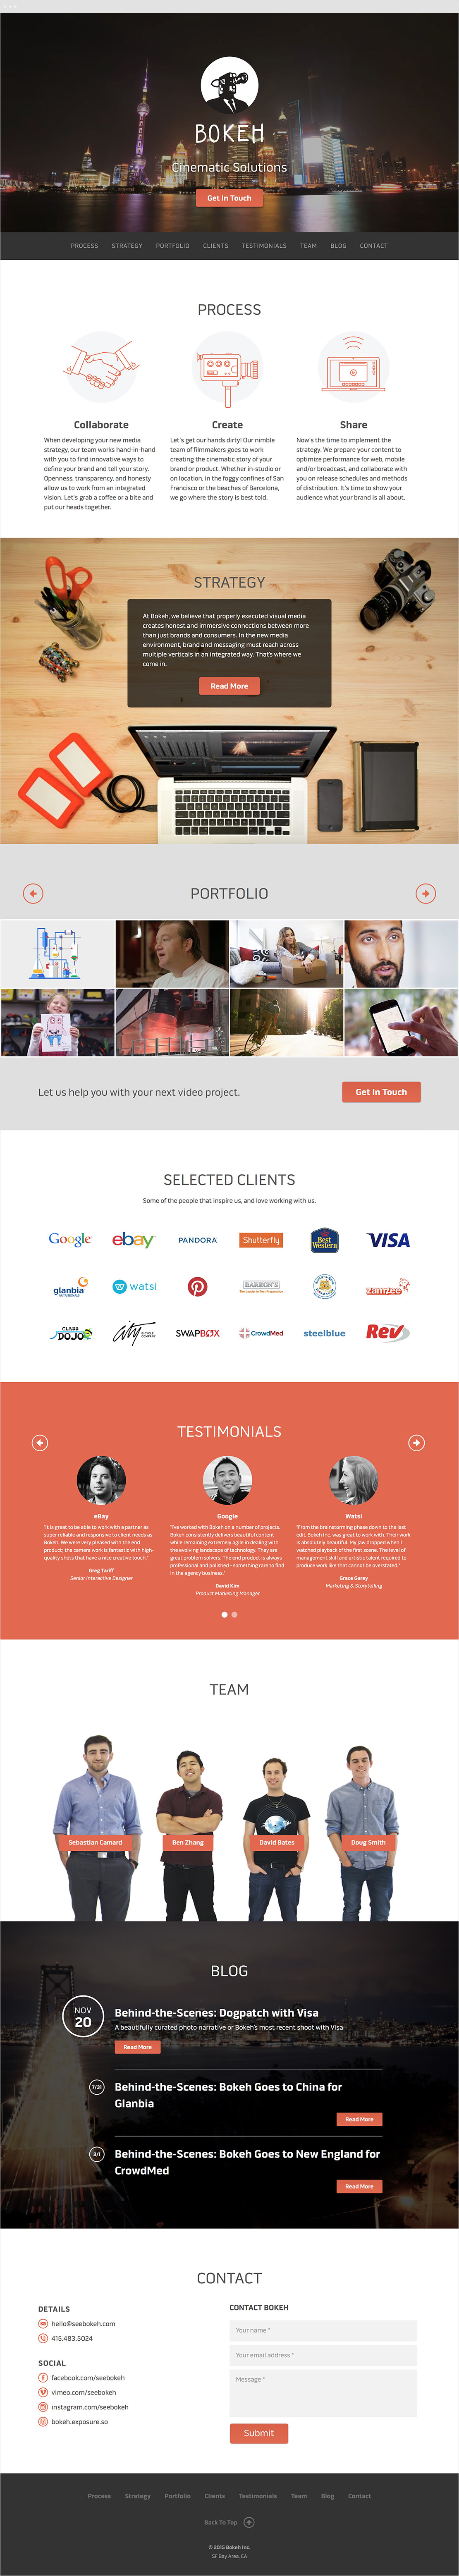 BOKEH
Cinematic Solutions
Get In Touch
PROCESS STRATEGY PORTFOLIO CLIENTS TESTIMONIALS TEAM BLOG CONTACT
PROCESS
Collaborate
When developing your new media
strategy, our team works hand-in-hand
with you to find innovative ways to
define your brand and tell your story.
Openness, transparency, and honesty
allow us to work from an integrated
vision. Let's grab a coffee or a bite and
put our heads together.
Create
Let's get our hands dirty! Our nimble
team of filmmakers goes to work
creating the cinematic story of your
brand or product. Whether in-studio or
on location, in the foggy confines of San
Francisco or the beaches of Barcelona,
we go where the story is best told.
Share
Now's the time to implement the
strategy. We prepare your content to
optimize performance for web, mobile
and/or broadcast, and collaborate with
you on release schedules and methods
of distribution. It's time to show your
audience what your brand is all about.
STRATEGY
At Bokeh, we believe that properly executed visual media
creates honest and immersive connections between more
than just brands and consumers. In the new media
environment, brand and messaging must reach across
multiple verticals in an integrated way. That's where we
come in.
Read More
PORTFOLIO
Let us help you with your next video project.
Get In Touch
SELECTED CLIENTS
Some of the people that inspire us, and love working with us.
Google ebay PANDORA Shutterfly Best Western VISA
glanbia NUTRITIONALS watsi BARRON'S zamzee
CLASS DOJO City BICYCLE COMPANY SWAPBOX CrowdMed steelblue Rev
TESTIMONIALS
eBay
"It is great to be able to work with a partner as
super reliable and responsive to client needs as
Bokeh. We were very pleased with the end
product; the camera work is fantastic with high-
quality shots that have a nice creative touch."
Greg Tariff
Senior Interactive Designer
Google
"I've worked with Bokeh on a number of projects.
Bokeh consistently delivers beautiful content
while remaining extremely agile in dealing with
the evolving landscape of technology. They are
great problem solvers. The end product is always
professional and polished - something rare to find
in the agency business."
David Kim
Product Marketing Manager
Watsi
"From the brainstorming phase down to the last
edit, Bokeh Inc. was great to work with. Their work
is absolutely beautiful. My jaw dropped when I
watched playback of the first scene. The level of
management skill and artistic talent required to
produce work like that cannot be overstated."
Grace Garey
Marketing & Storytelling
TEAM
Sebastian Camard Ben Zhang David Bates Doug Smith
BLOG
NOV
20
Behind-the-Scenes: Dogpatch with Visa
A beautifully curated photo narrative or Bokeh's most recent shoot with Visa
Read More
7/31
Behind-the-Scenes: Bokeh Goes to China for
Glanbia
Read More
3/1
Behind-the-Scenes: Bokeh Goes to New England for
CrowdMed
Read More
CONTACT
DETAILS
hello@seebokeh.com
415.483.5024
SOCIAL
facebook.com/seebokeh
vimeo.com/seebokeh
instagram.com/seebokeh
bokeh.exposure.so
CONTACT BOKEH
Your name *
Your email address *
Message *
Submit
Process Strategy Portfolio Clients Testimonials Team Blog Contact
Back To Top
© 2015 Bokeh Inc.
SF Bay Area, CA